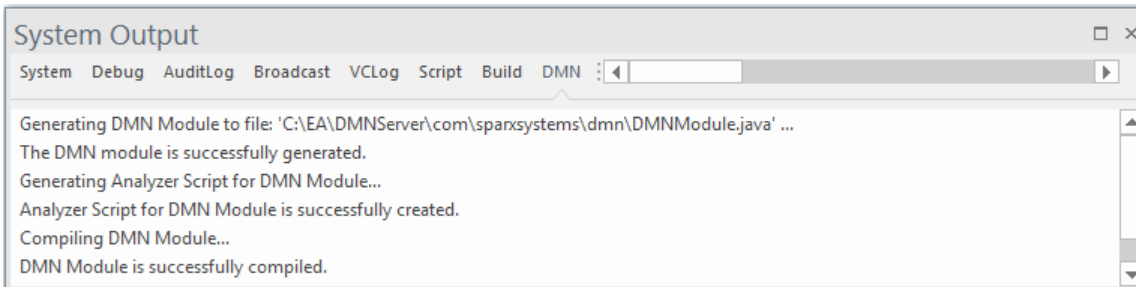 System Output
System Debug AuditLog Broadcast VCLog Script Build DMN
Generating DMN Module to file: 'C:\EA\DMNServer\com\sparxsystems\dmn\DMNModule.java' ...
The DMN module is successfully generated.
Generating Analyzer Script for DMN Module...
Analyzer Script for DMN Module is successfully created.
Compiling DMN Module...
DMN Module is successfully compiled.